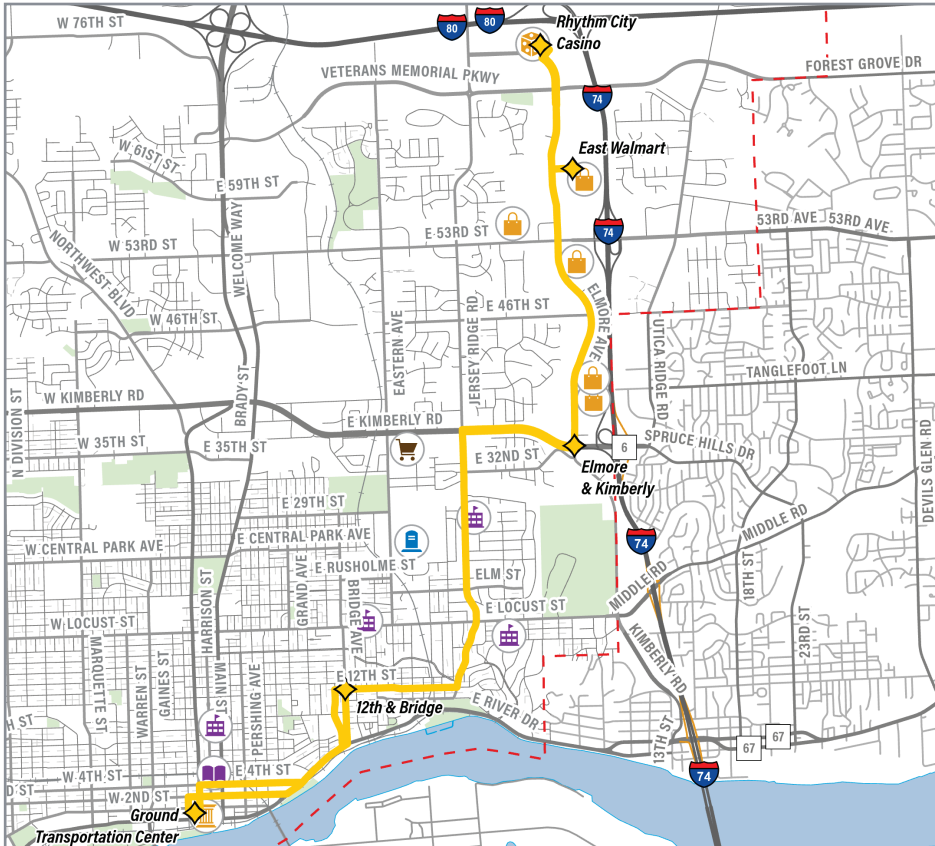 W 76TH ST
80
80
Rhythm City
Casino
VETERANS MEMORIAL PKWY
FOREST GROVE DR
74
W 61ST ST
E 59TH ST
East Walmart
WELCOME WAY
NORTHWEST BLVD
W 53RD ST
E 53RD ST
74
53RD AVE
53RD AVE.
ELMORE AVE
E 46TH ST
W 46TH ST
EASTERN AVE
JERSEY RIDGE RD
UTICA RIDGE RD
TANGLEFOOT LN
W KIMBERLY RD
BRADY ST
E KIMBERLY RD
N DIVISION ST
W 35TH ST
E 35TH ST
E 32ND ST
6
SPRUCE HILLS DR
Elmore
& Kimberly
DEVILS GLEN RD
E 29TH ST
MIDDLE RD
W CENTRAL PARK AVE
E CENTRAL PARK AVE
74
E RUSHOLME ST
ELM ST
HARRISON ST
GRAND AVE
BRIDGE AVE
MIDDLE RD
18TH ST
E LOCUST ST
W LOCUST ST
23RD ST
KIMBERLY RD
MARQUETTE ST
WARREN ST
GAINES ST
MAIN ST
PERSHING AVE
E 12TH ST
12th & Bridge
E RIVER DR
H ST
13TH ST
67
67
W 4TH ST
E 4TH ST
74
D ST
W 2ND ST
Ground
Transportation Center